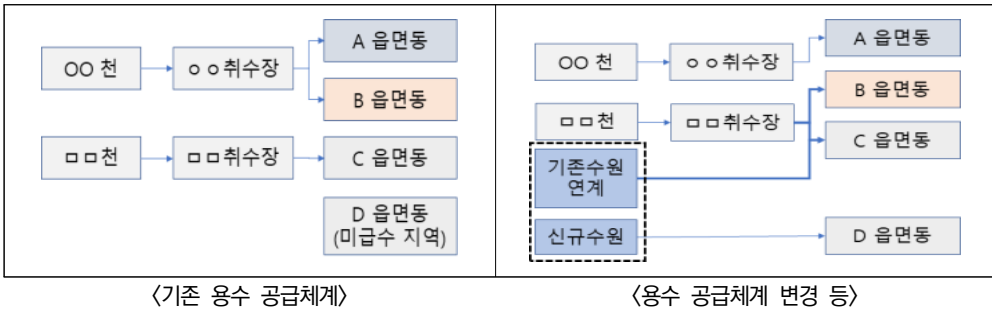 A 읍면동
OO 천
ㅇㅇ취수장
B 읍면동
ㅁㅁ천
ㅁㅁ취수장
C 읍면동
D 읍면동
(미급수 지역)
〈기존 용수 공급체계〉
A 읍면동
OO 천
ㅇㅇ취수장
B 읍면동
ㅁㅁ천
ㅁㅁ취수장
C 읍면동
기존수원
연계
신규수원
D 읍면동
〈용수 공급체계 변경 등〉